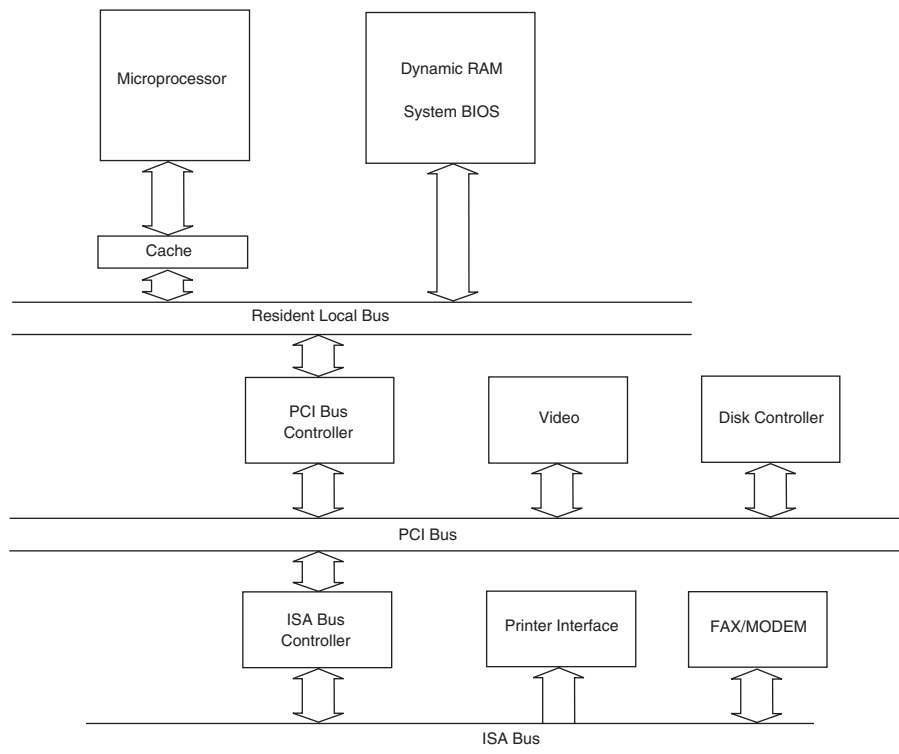 Microprocessor
Dynamic RAM
System BIOS
Cache
Resident Local Bus
PCI Bus
Controller
Video
Disk Controller
PCI Bus
ISA Bus
Controller
Printer Interface
FAX/MODEM
ISA Bus